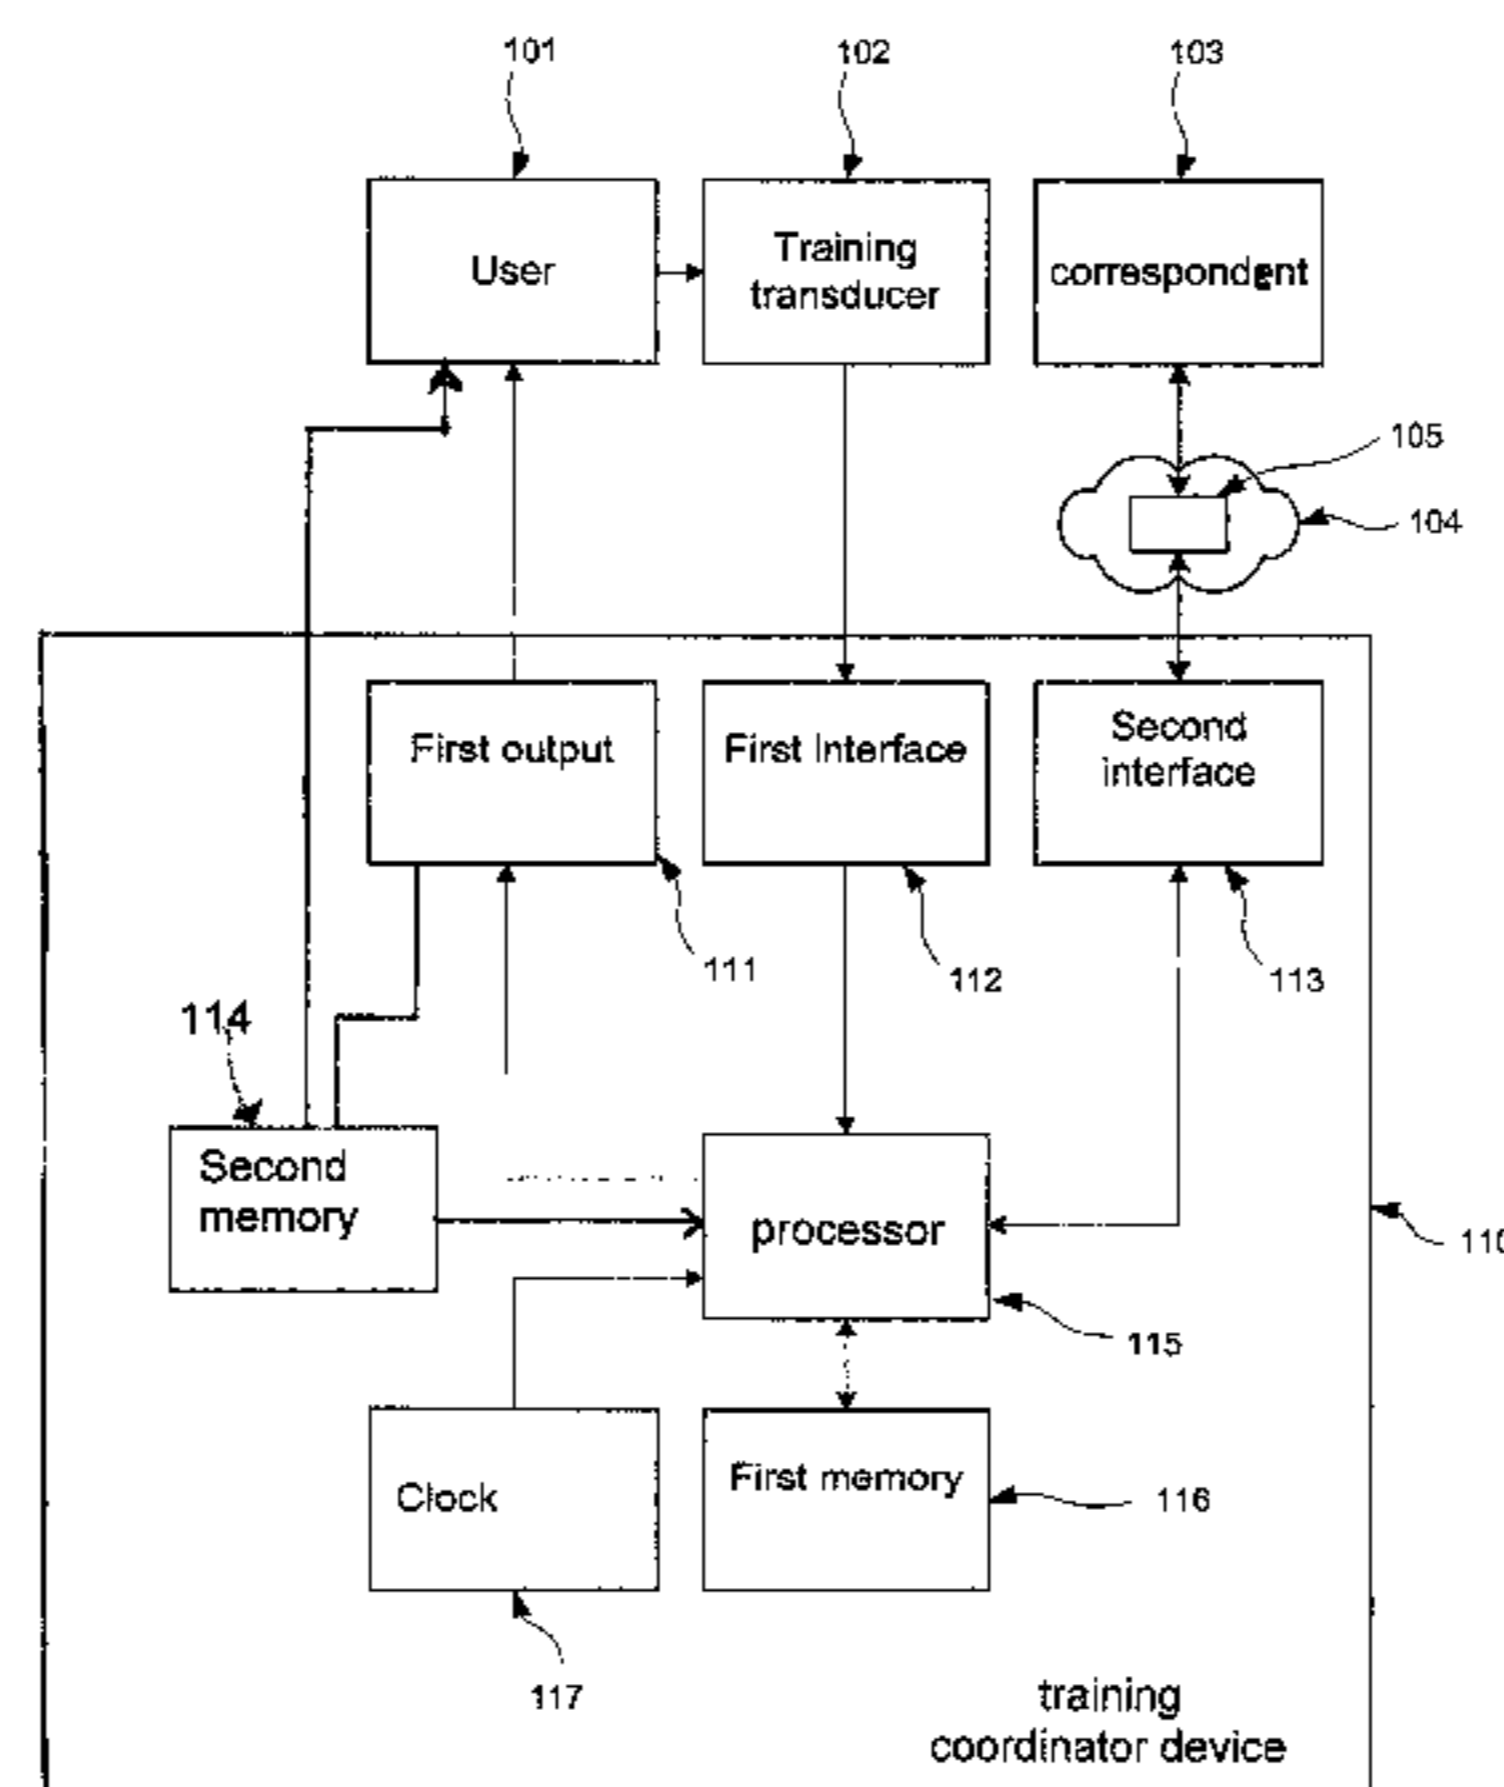 101
102
103
User
Training
transducer
correspondent
105
104
First output
First Interface
Second
interface
111
112
113
114
Second
memory
processor
110
115
Clock
First memory
116
117
training
coordinator device